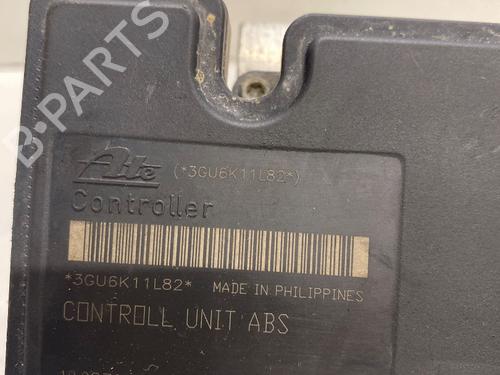 B-PARTS
Ate (*3GU6K11L82*)
Controller
*3GU6K11L82* MADE IN PHILIPPINES
CONTROLL UNIT ABS